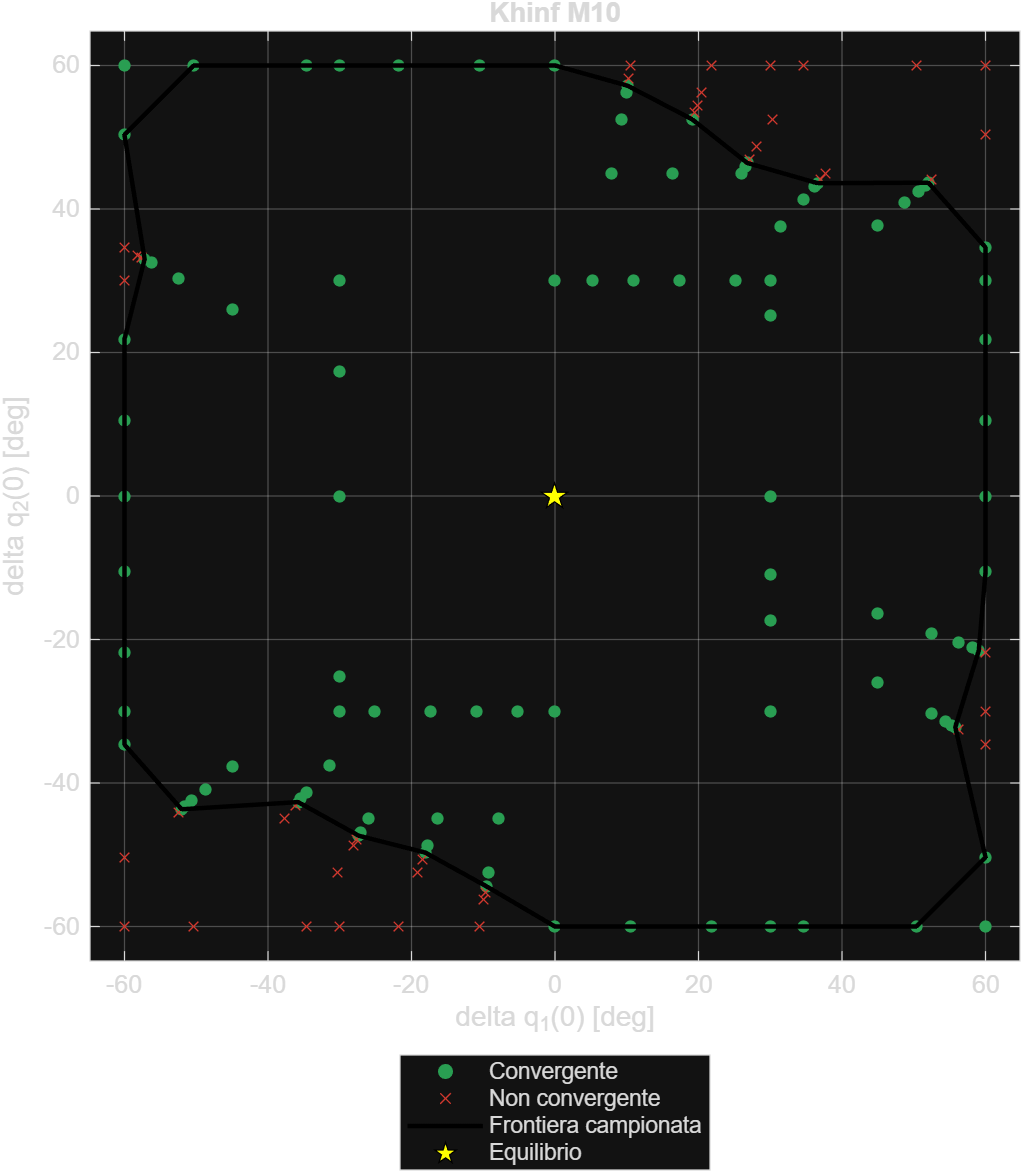 Khinf M10
60
40
20
0
-20
-40
-60
delta q₂(0) [deg]
-60 -40 -20 0 20 40 60
delta q₁(0) [deg]
Convergente
Non convergente
Frontiera campionata
Equilibrio